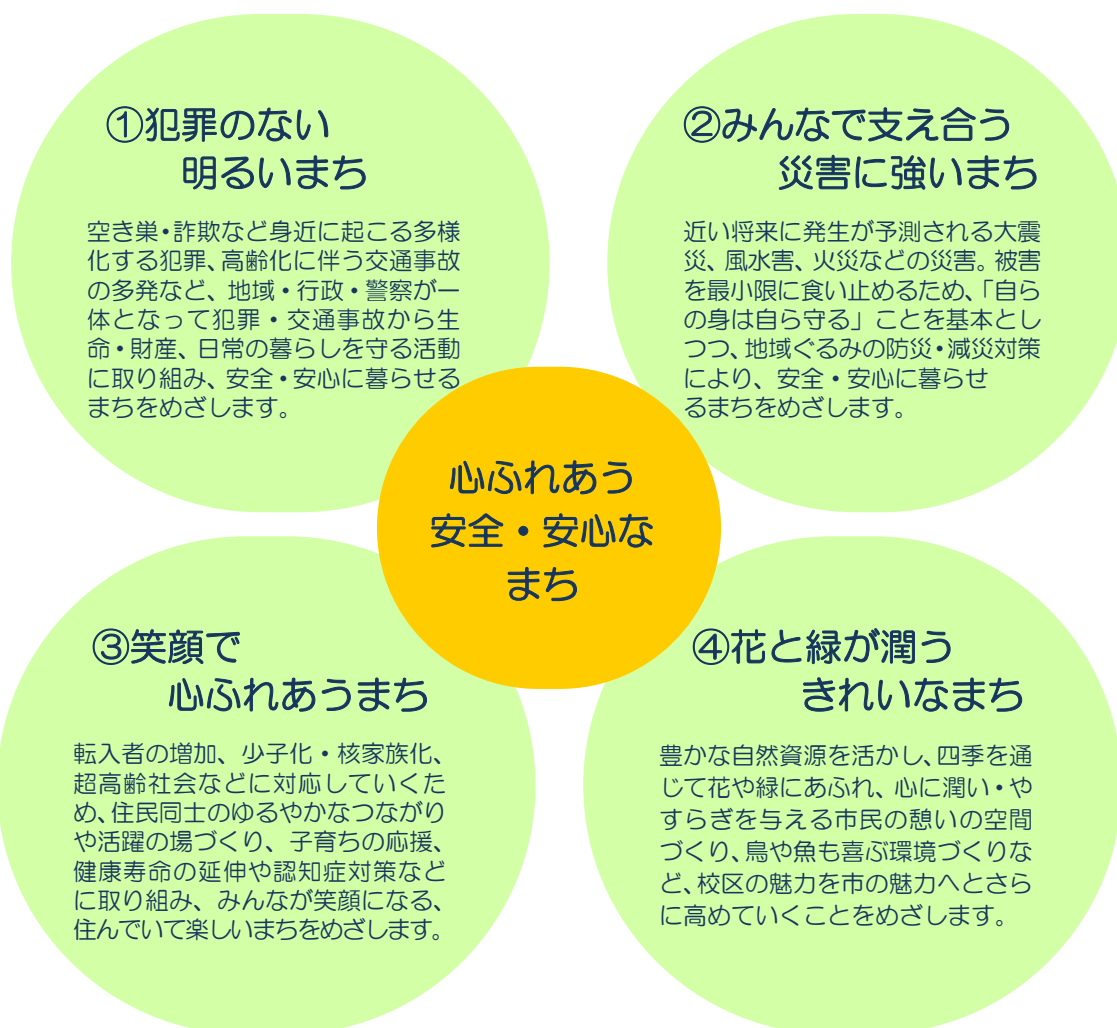 ①犯罪のない
明るいまち
空き巣・詐欺など身近に起こる多様
化する犯罪、高齢化に伴う交通事故
の多発など、地域・行政・警察が一
体となって犯罪・交通事故から生
命・財産、日常の暮らしを守る活動
に取り組み、安全・安心に暮らせる
まちをめざします。
②みんなで支え合う
災害に強いまち
近い将来に発生が予測される大震
災、風水害、火災などの災害。被害
を最小限に食い止めるため、「自ら
の身は自ら守る」ことを基本とし
つつ、地域ぐるみの防災・減災対策
により、安全・安心に暮らせ
るまちをめざします。
心ふれあう
安全・安心な
まち
③笑顔で
心ふれあうまち
転入者の増加、少子化・核家族化、
超高齢社会などに対応していくた
め、住民同士のゆるやかなつながり
や活躍の場づくり、子育ちの応援、
健康寿命の延伸や認知症対策など
に取り組み、みんなが笑顔になる、
住んでいて楽しいまちをめざします。
④花と緑が潤う
きれいなまち
豊かな自然資源を活かし、四季を通
じて花や緑にあふれ、心に潤い・や
すらぎを与える市民の憩いの空間
づくり、鳥や魚も喜ぶ環境づくりな
ど、校区の魅力を市の魅力へとさら
に高めていくことをめざします。